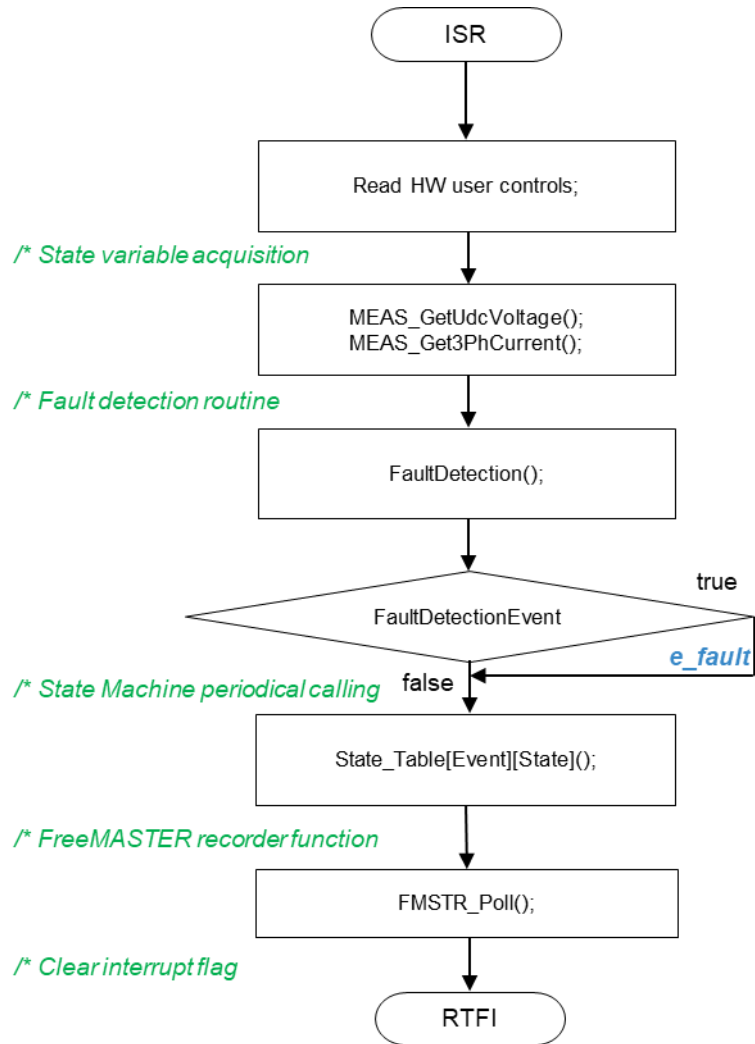 ISR
Read HW user controls;
/* State variable acquisition
MEAS_GetUdcVoltage();
MEAS_Get3PhCurrent();
/* Fault detection routine
FaultDetection();
true
FaultDetectionEvent
e_fault
/* State Machine periodical calling
false
State_Table[Event][State]();
/* FreeMASTER recorder function
FMSTR_Poll();
/* Clear interrupt flag
RTFI